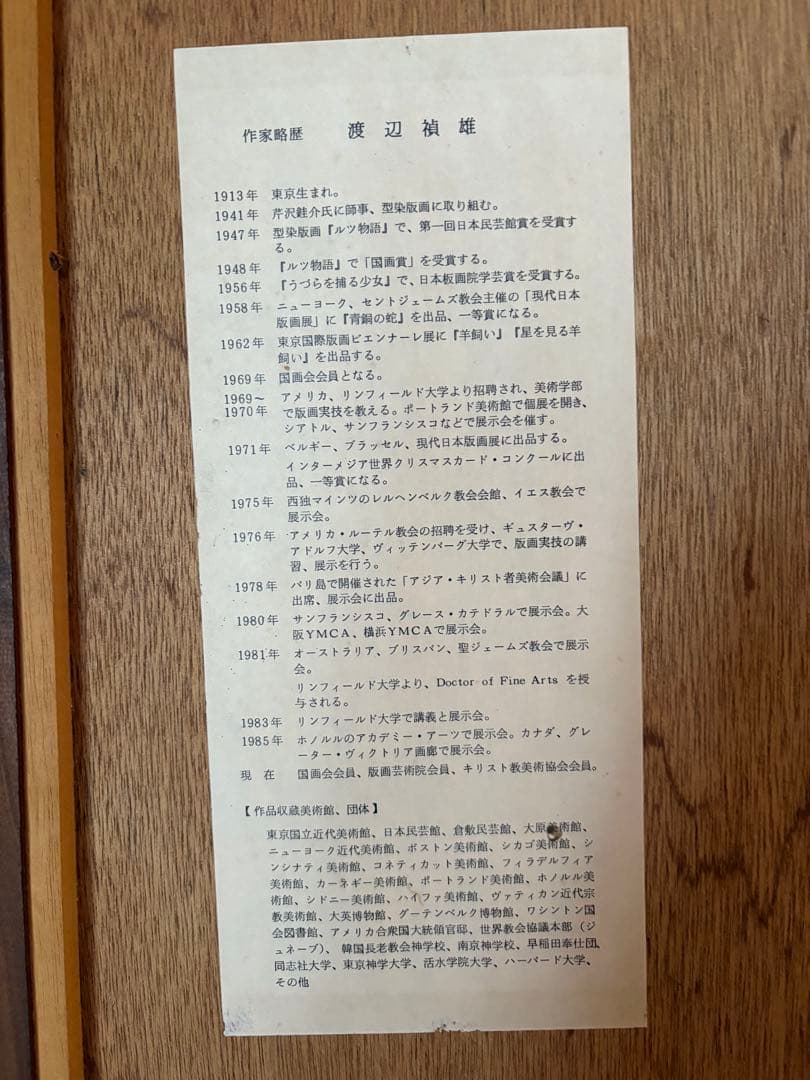 作家略歴 渡辺禎雄
1913年 東京生まれ。
1941年 芹沢銈介氏に師事、型染版画に取り組む。
1947年 型染版画『ルツ物語』で、第一回日本民芸館賞を受賞す
る。
1948年 『ルツ物語』で「国画賞」を受賞する。
1956年 『うづらを捕る少女』で、日本板画院学芸賞を受賞する。
1958年 ニューヨーク、セントジェームズ教会主催の「現代日本
版画展」に『青銅の蛇』を出品、一等賞になる。
1962年 東京国際版画ビエンナーレ展に『羊飼い』『星を見る羊
飼い』を出品する。
1969年 国画会会員となる。
1969〜 アメリカ、リンフィールド大学より招聘され、美術学部
1970年 で版画実技を教える。ポートランド美術館で個展を開き、
シアトル、サンフランシスコなどで展示会を催す。
1971年 ベルギー、ブラッセル、現代日本版画展に出品する。
インターメジア世界クリスマスカード・コンクールに出
品、一等賞になる。
1975年 西独マインツのレルヘンベルク教会会館、イエス教会で
展示会。
1976年 アメリカ・ルーテル教会の招聘を受け、ギュスターヴ・
アドルフ大学、ヴィッテンバーグ大学で、版画実技の講
習、展示を行う。
1978年 バリ島で開催された「アジア・キリスト者美術会議」に
出席、展示会に出品。
1980年 サンフランシスコ、グレース・カテドラルで展示会。大
阪YMCA、横浜YMCAで展示会。
1981年 オーストラリア、ブリスバン、聖ジェームズ教会で展示
会。
リンフィールド大学より、Doctor of Fine Arts を授
与される。
1983年 リンフィールド大学で講義と展示会。
1985年 ホノルルのアカデミー・アーツで展示会。カナダ、グレ
ーター・ヴィクトリア画廊で展示会。
現在 国画会会員、版画芸術院会員、キリスト教美術協会会員。
【作品収蔵美術館、団体】
東京国立近代美術館、日本民芸館、倉敷民芸館、大原美術館、
ニューヨーク近代美術館、ボストン美術館、シカゴ美術館、シ
ンシナティ美術館、コネティカット美術館、フィラデルフィア
美術館、カーネギー美術館、ポートランド美術館、ホノルル美
術館、シドニー美術館、ハイファ美術館、ヴァティカン近代宗
教美術館、大英博物館、グーテンベルク博物館、ワシントン国
会図書館、アメリカ合衆国大統領官邸、世界教会協議本部（ジ
ュネーブ）、韓国長老教会神学校、南京神学校、早稲田奉仕団、
同志社大学、東京神学大学、活水学院大学、ハーバード大学、
その他